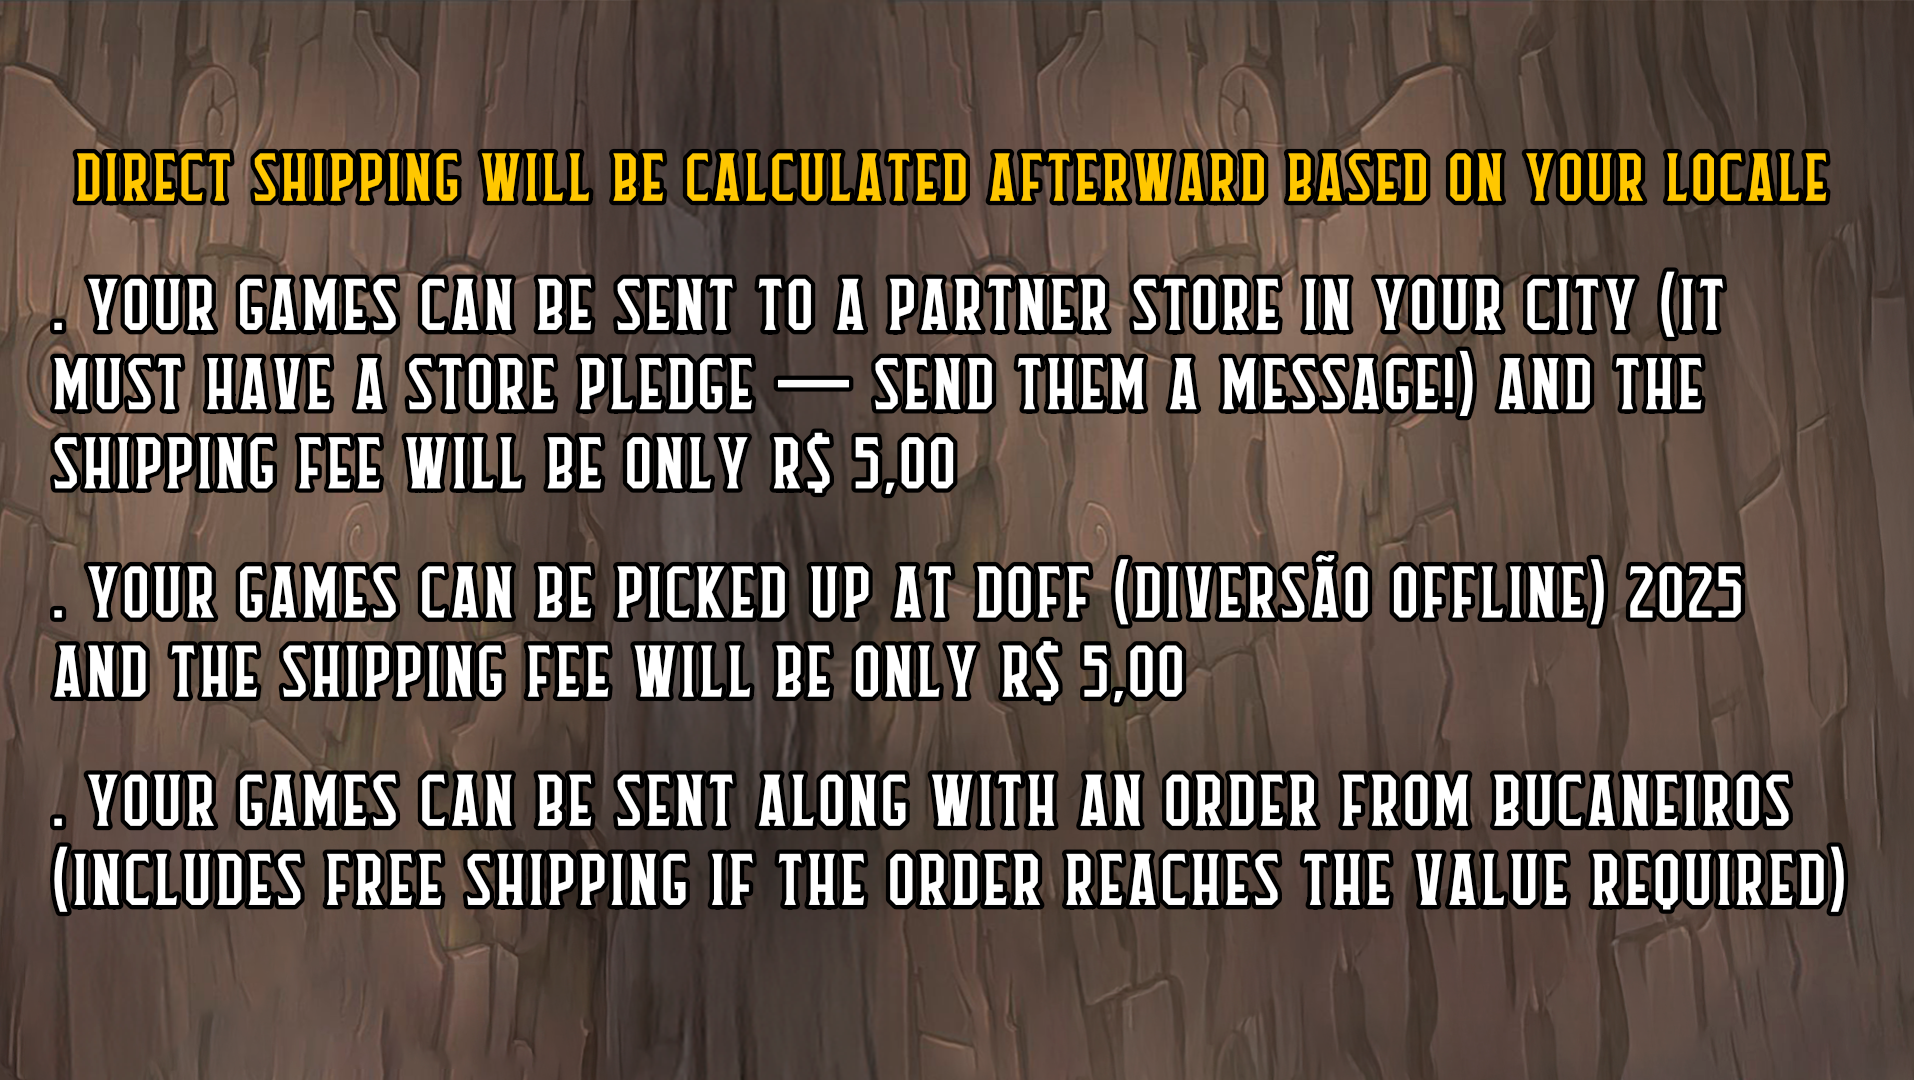 DIRECT SHIPPING WILL BE CALCULATED AFTERWARD BASED ON YOUR LOCALE
. YOUR GAMES CAN BE SENT TO A PARTNER STORE IN YOUR CITY (IT
MUST HAVE A STORE PLEDGE — SEND THEM A MESSAGE!) AND THE
SHIPPING FEE WILL BE ONLY R$ 5,00
. YOUR GAMES CAN BE PICKED UP AT DOFF (DIVERSÃO OFFLINE) 2025
AND THE SHIPPING FEE WILL BE ONLY R$ 5,00
. YOUR GAMES CAN BE SENT ALONG WITH AN ORDER FROM BUCANEIROS
(INCLUDES FREE SHIPPING IF THE ORDER REACHES THE VALUE REQUIRED)